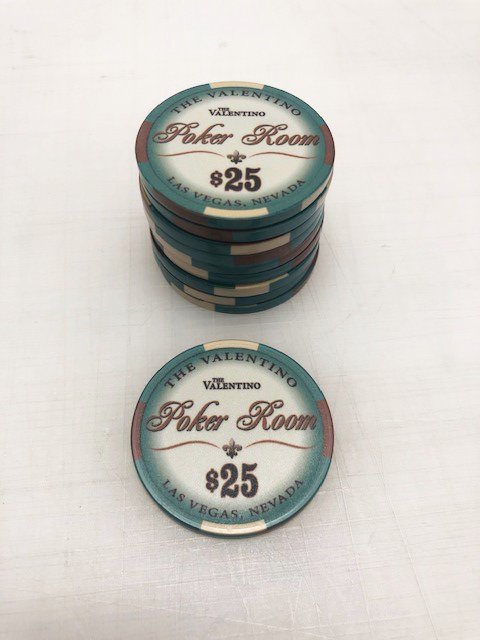 THE VALENTINO
THE
VALENTINO
Poker Room
$25
LAS VEGAS, NEVADA
THE VALENTINO
THE
VALENTINO
Poker Room
$25
LAS VEGAS, NEVADA